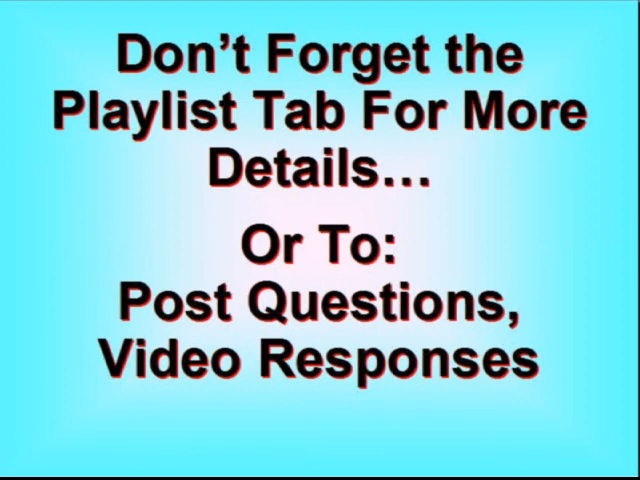 Don’t Forget the
Playlist Tab For More
Details…
Or To:
Post Questions,
Video Responses